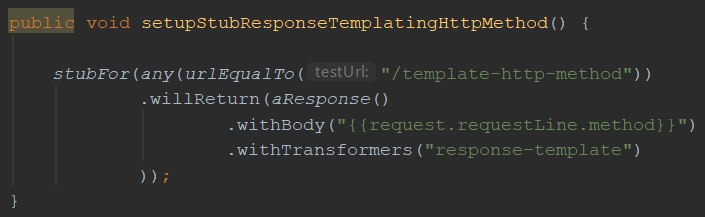 public void setupStubResponseTemplatingHttpMethod() {
stubFor(any(urlEqualTo( testUrl: "/template-http-method"))
.willReturn(aResponse()
.withBody("{{request.requestLine.method}}")
.withTransformers("response-template")
));
}